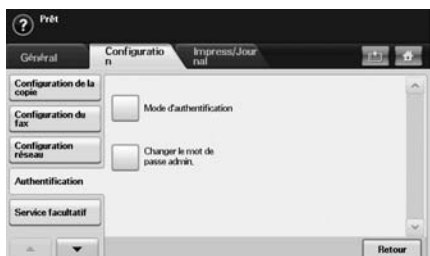 ? Prêt
Général
Configuratio
n
Impress/Jour
nal
Configuration de la
copie
Configuration du
fax
Configuration
réseau
Authentification
Service facultatif
Mode d'authentification
Changer le mot de
passe admin.
Retour